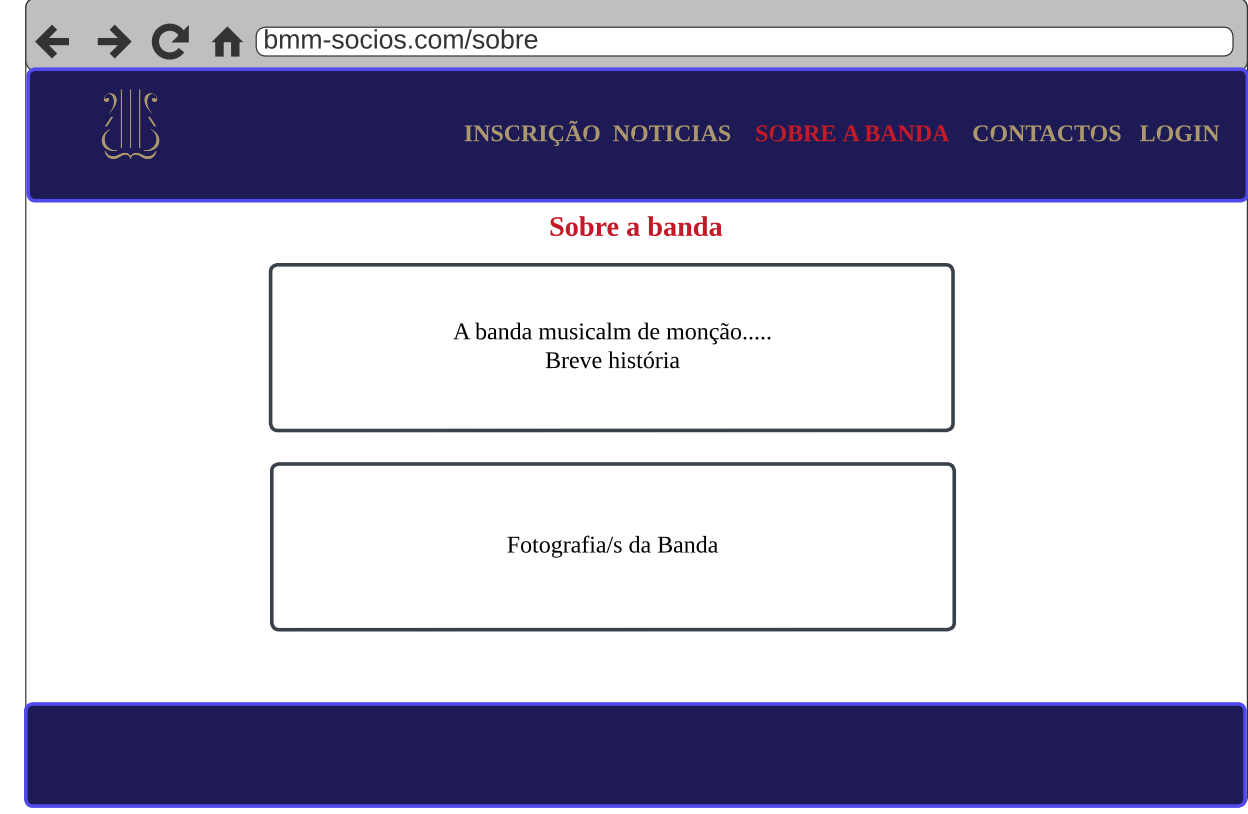 bmm-socios.com/sobre
INSCRIÇÃO NOTICIAS SOBRE A BANDA CONTACTOS LOGIN
Sobre a banda
A banda musicalm de monção.....
Breve história
Fotografia/s da Banda